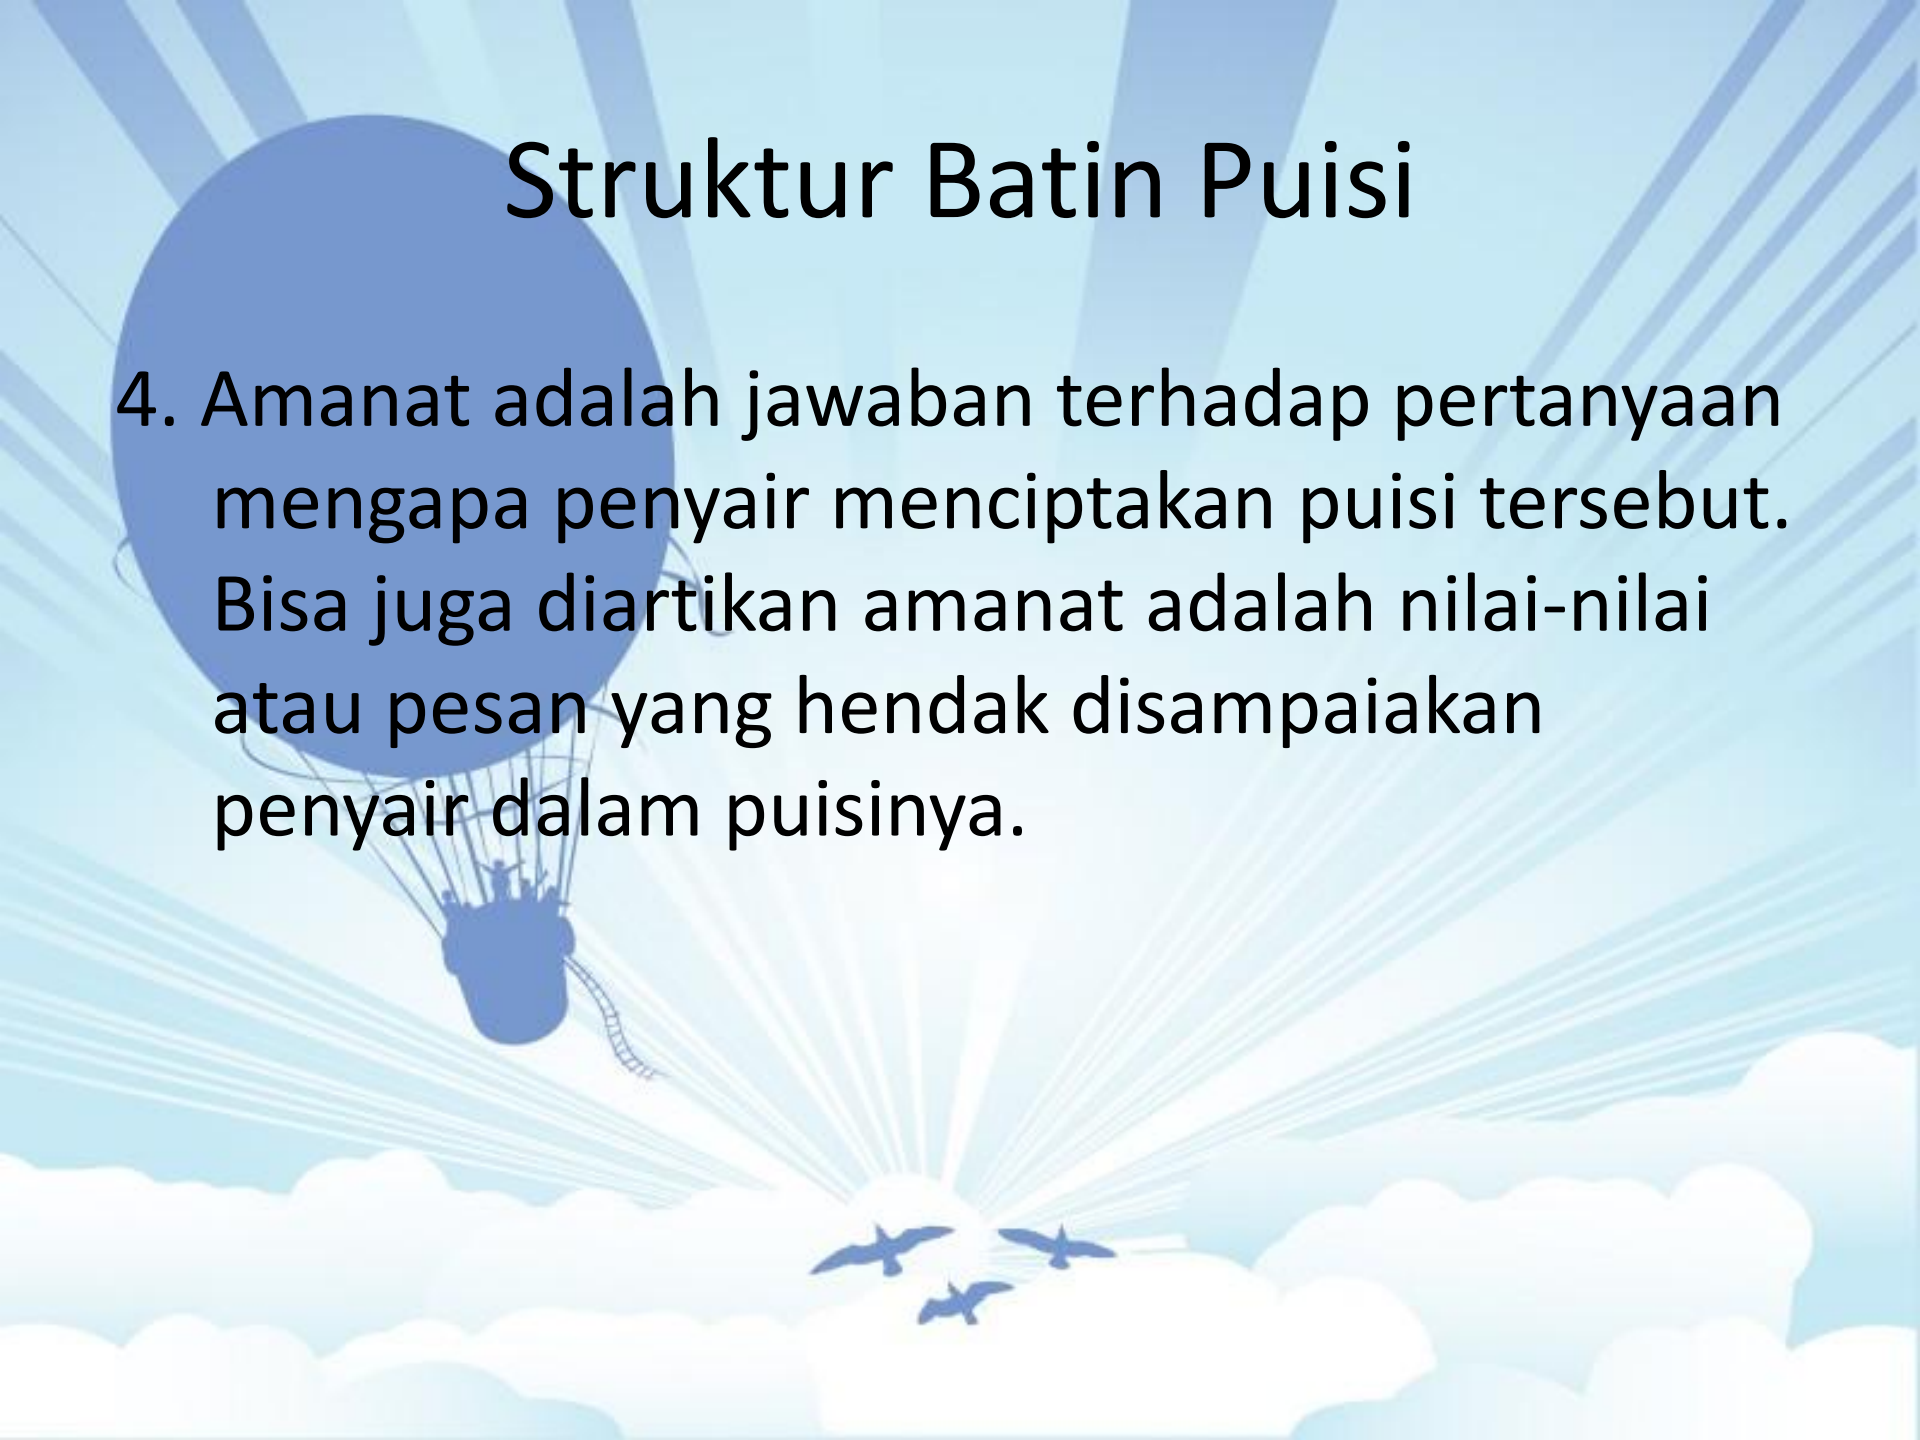 Struktur Batin Puisi
4. Amanat adalah jawaban terhadap pertanyaan
mengapa penyair menciptakan puisi tersebut.
Bisa juga diartikan amanat adalah nilai-nilai
atau pesan yang hendak disampaiakan
penyair dalam puisinya.